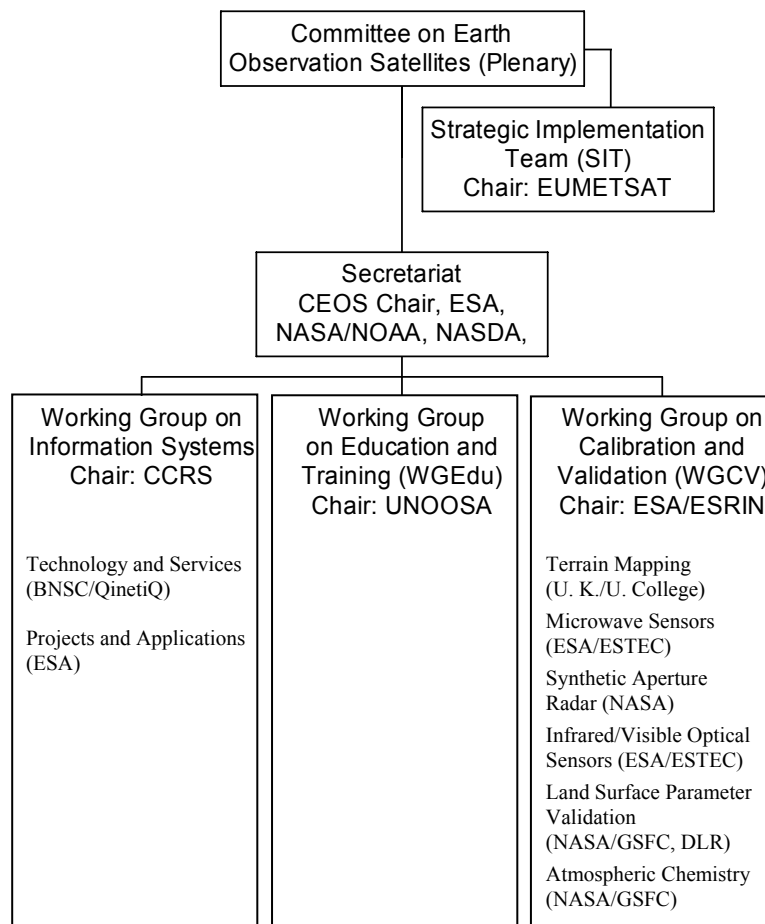 Committee on Earth
Observation Satellites (Plenary)
Strategic Implementation
Team (SIT)
Chair: EUMETSAT
Secretariat
CEOS Chair, ESA,
NASA/NOAA, NASDA,
Working Group on
Information Systems
Chair: CCRS
Technology and Services
(BNSC/QinetiQ)
Projects and Applications
(ESA)
Working Group
on Education and
Training (WGEdu)
Chair: UNOOSA
Working Group on
Calibration and
Validation (WGCV)
Chair: ESA/ESRIN
Terrain Mapping
(U. K./U. College)
Microwave Sensors
(ESA/ESTEC)
Synthetic Aperture
Radar (NASA)
Infrared/Visible Optical
Sensors (ESA/ESTEC)
Land Surface Parameter
Validation
(NASA/GSFC, DLR)
Atmospheric Chemistry
(NASA/GSFC)